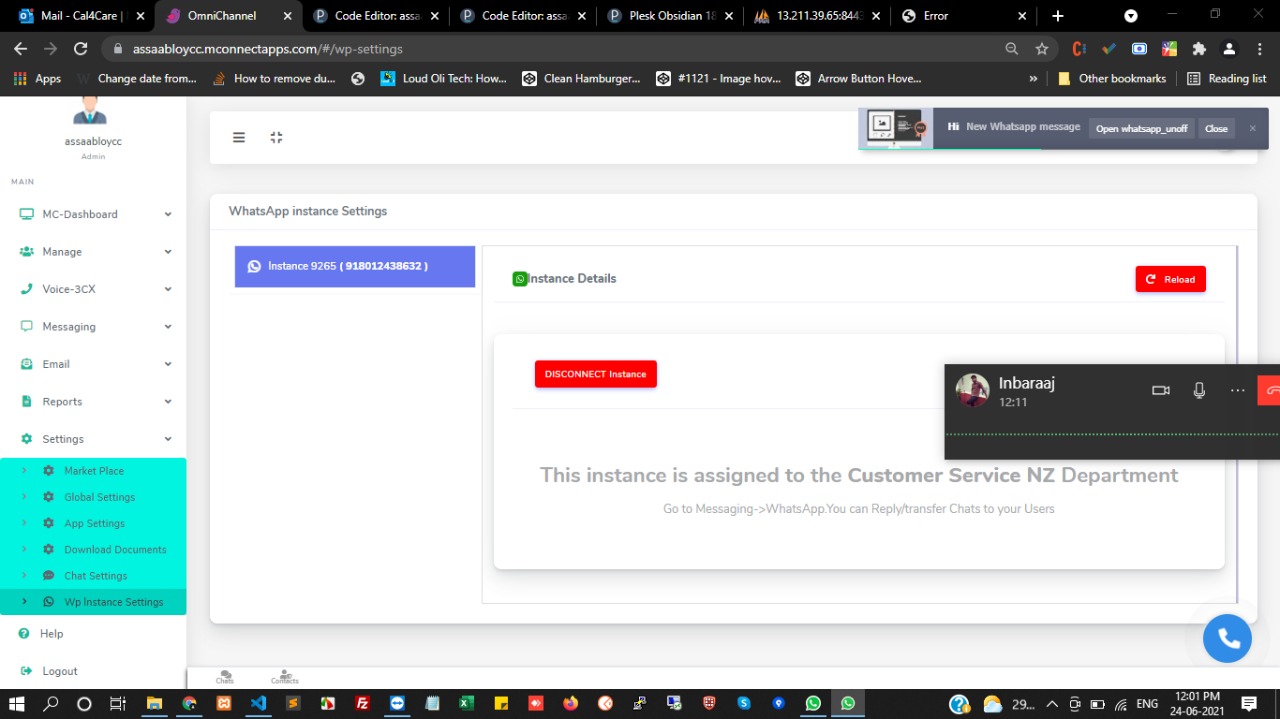 Mail - Cal4Care |
OmniChannel
Code Editor: assa
Code Editor: assa
Plesk Obsidian 18
13.211.39.65:8443
Error
assaabloycc.mconnectapps.com/#/wp-settings
Apps
Change date from...
How to remove du...
Loud Oli Tech: How...
Clean Hamburger...
#1121 - Image hov...
Arrow Button Hove...
»
Other bookmarks
Reading list
assaabloycc
Admin
MAIN
MC-Dashboard
Manage
Voice-3CX
Messaging
Email
Reports
Settings
Market Place
Global Settings
App Settings
Download Documents
Chat Settings
Wp Instance Settings
Help
Logout
Hi New Whatsapp message
Open whatsapp_unoff
Close
WhatsApp instance Settings
Instance 9265 ( 918012438632 )
Instance Details
Reload
DISCONNECT Instance
Inbaraaj
12:11
This instance is assigned to the Customer Service NZ Department
Go to Messaging->WhatsApp.You can Reply/transfer Chats to your Users
Chats
Contacts
29...
ENG
12:01 PM
24-06-2021